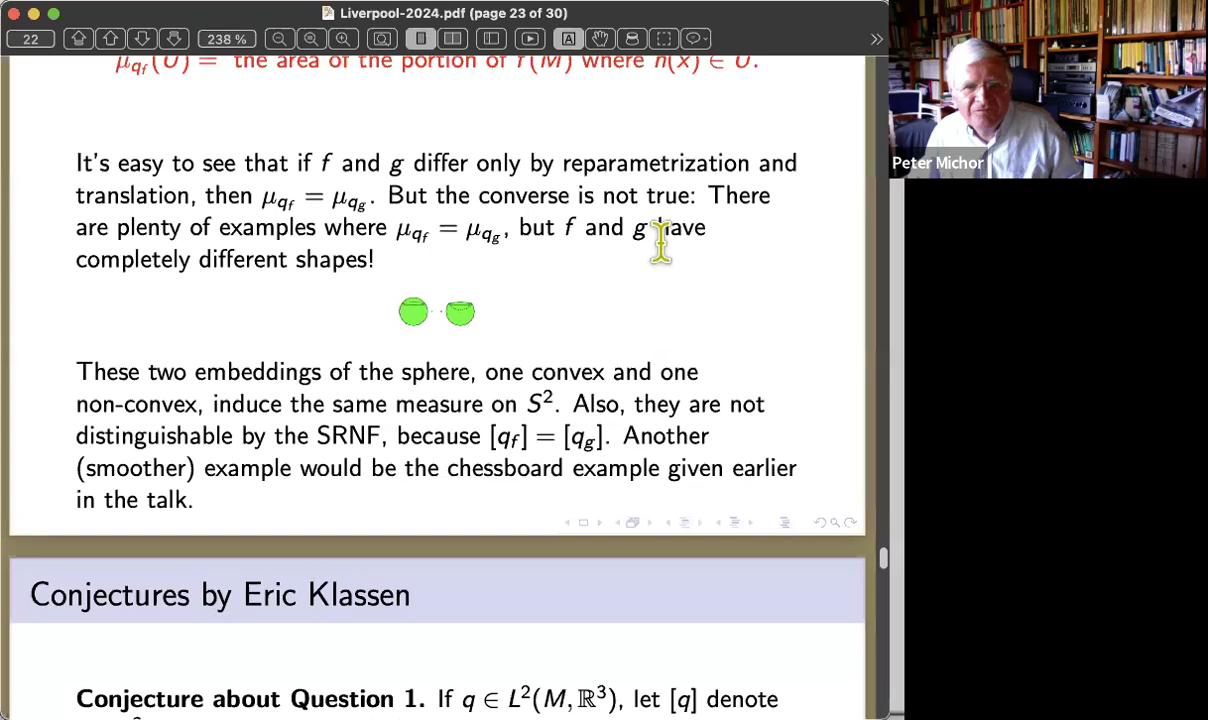 Liverpool-2024.pdf (page 23 of 30)
22
238 %
μ_{q_f}(U) = the area of the portion of f(M) where n(x) ∈ U.
It's easy to see that if f and g differ only by reparametrization and
translation, then μ_{q_f} = μ_{q_g}. But the converse is not true: There
are plenty of examples where μ_{q_f} = μ_{q_g}, but f and g have
completely different shapes!
These two embeddings of the sphere, one convex and one
non-convex, induce the same measure on S². Also, they are not
distinguishable by the SRNF, because [q_f] = [q_g]. Another
(smoother) example would be the chessboard example given earlier
in the talk.
Conjectures by Eric Klassen
Conjecture about Question 1. If q ∈ L²(M, ℝ³), let [q] denote
Peter Michor